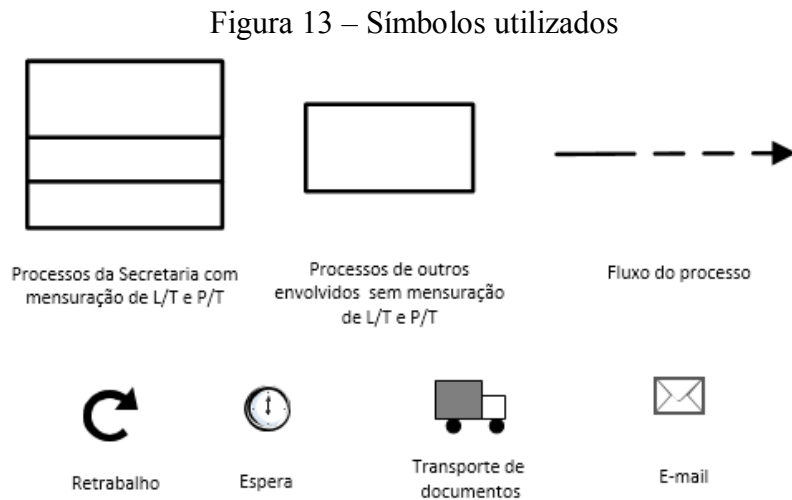 Figura 13 – Símbolos utilizados
Processos da Secretaria com
mensuração de L/T e P/T
Processos de outros
envolvidos sem mensuração
de L/T e P/T
Fluxo do processo
Retrabalho
Espera
Transporte de
documentos
E-mail